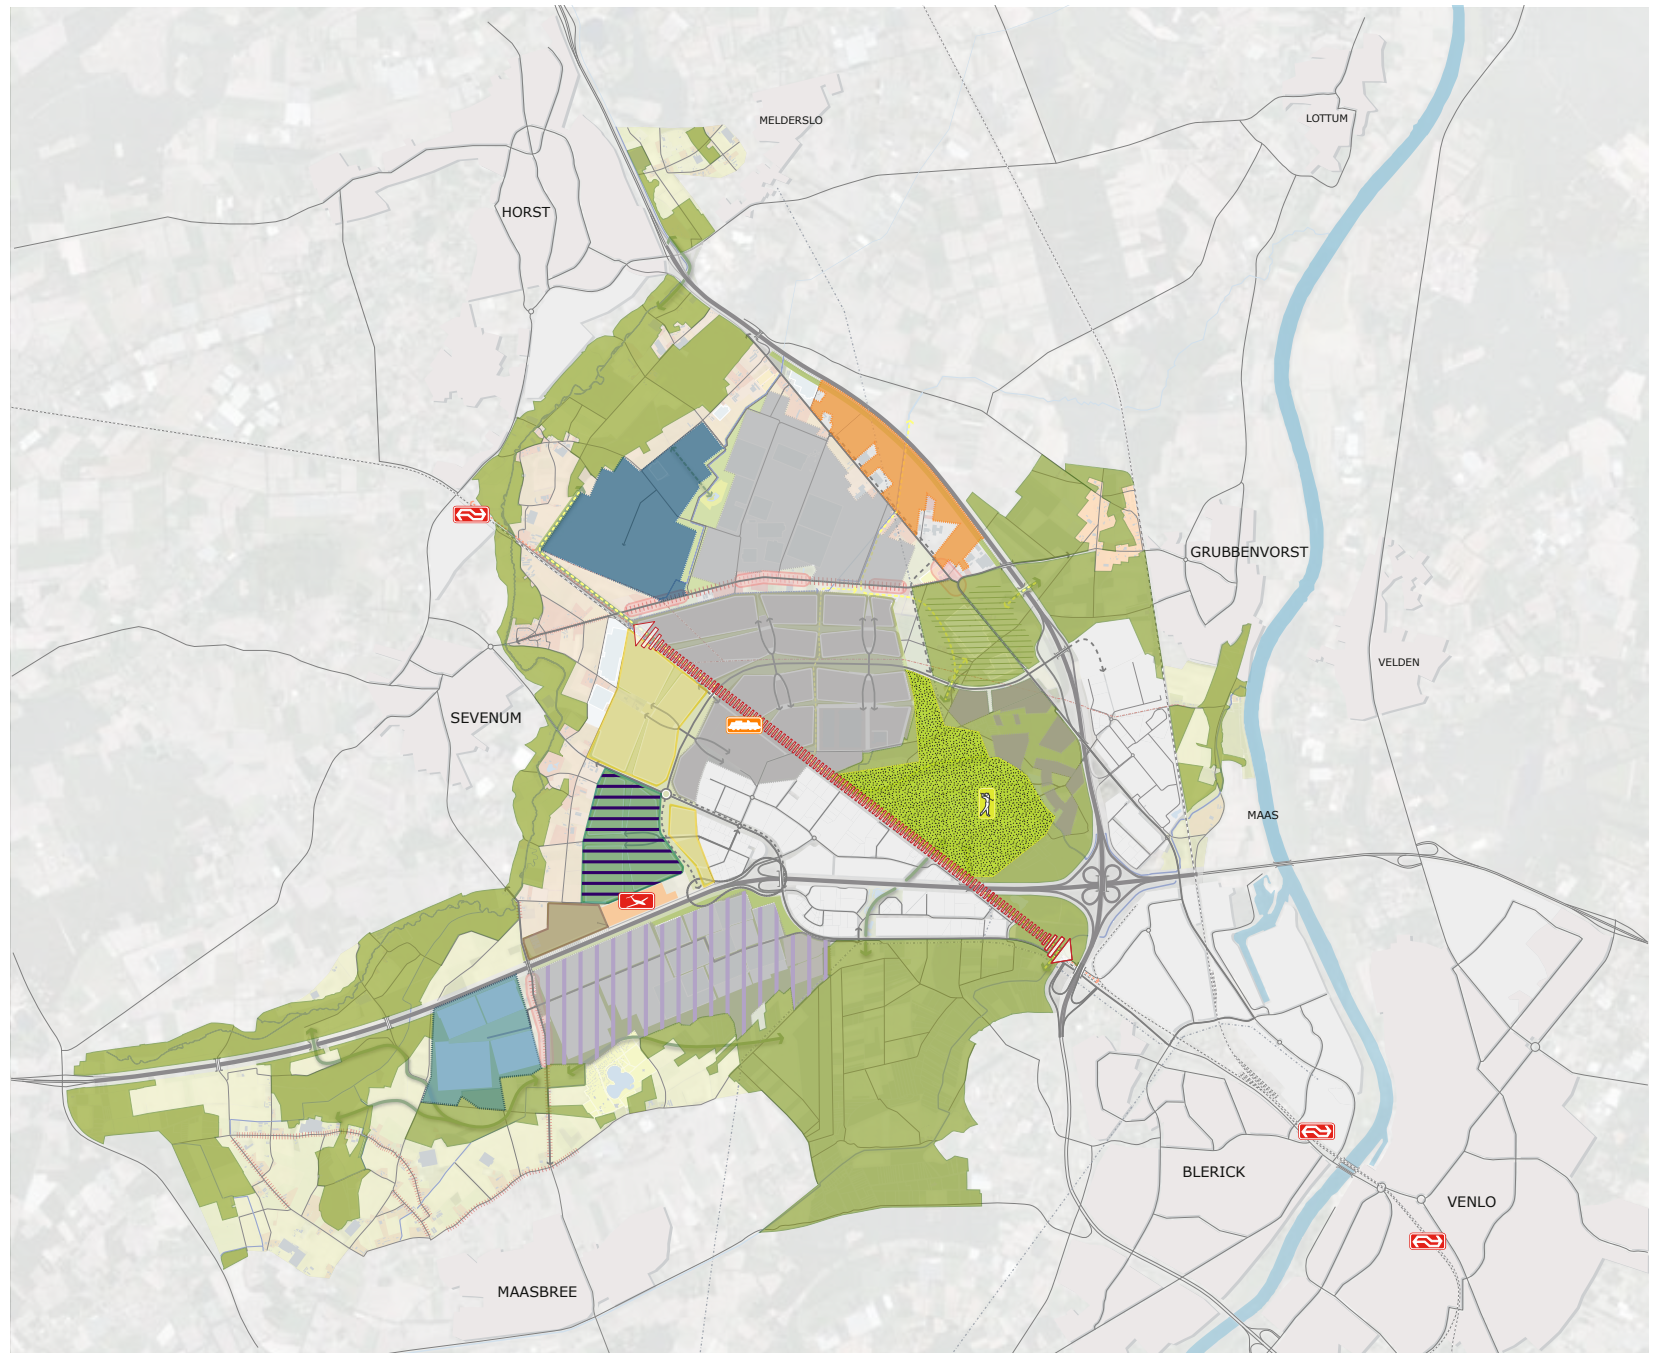 MELDERSLO
LOTTUM
HORST
GRUBBENVORST
VELDEN
SEVENUM
MAAS
BLERICK
VENLO
MAASBREE